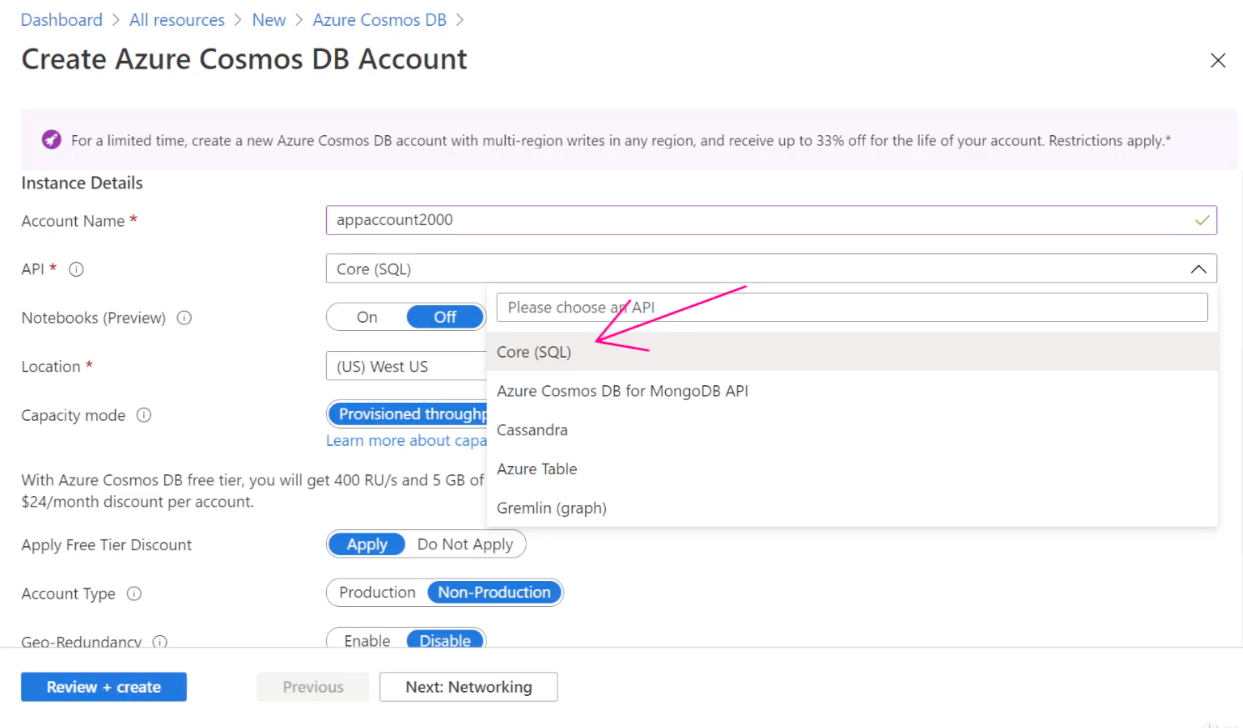 Dashboard > All resources > New > Azure Cosmos DB >
Create Azure Cosmos DB Account
For a limited time, create a new Azure Cosmos DB account with multi-region writes in any region, and receive up to 33% off for the life of your account. Restrictions apply.*
Instance Details
Account Name *
appaccount2000
API *
Core (SQL)
Please choose an API
Notebooks (Preview)
On Off
Core (SQL)
Location *
(US) West US
Azure Cosmos DB for MongoDB API
Capacity mode
Provisioned throughp
Cassandra
Learn more about capa
Azure Table
With Azure Cosmos DB free tier, you will get 400 RU/s and 5 GB of
$24/month discount per account.
Gremlin (graph)
Apply Free Tier Discount
Apply Do Not Apply
Account Type
Production Non-Production
Geo-Redundancy
Enable Disable
Review + create
Previous
Next: Networking